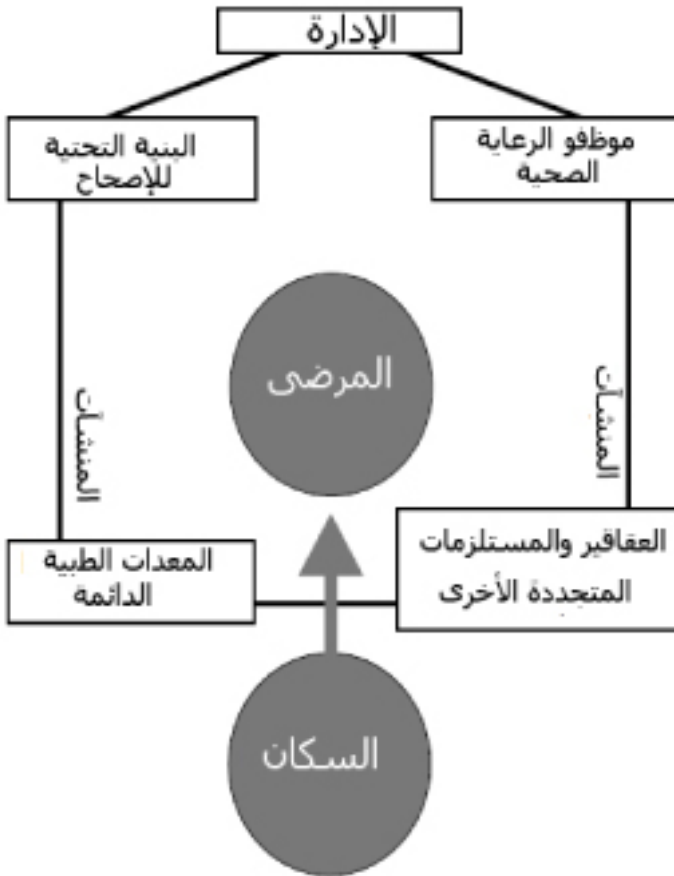 الإدارة
موظفو الرعاية
الصحية
البنية التحتية
للإصحاح
المرضى
المنشآت
المنشآت
العقاقير والمستلزمات
المتجددة الأخرى
المعدات الطبية
الدائمة
السكان